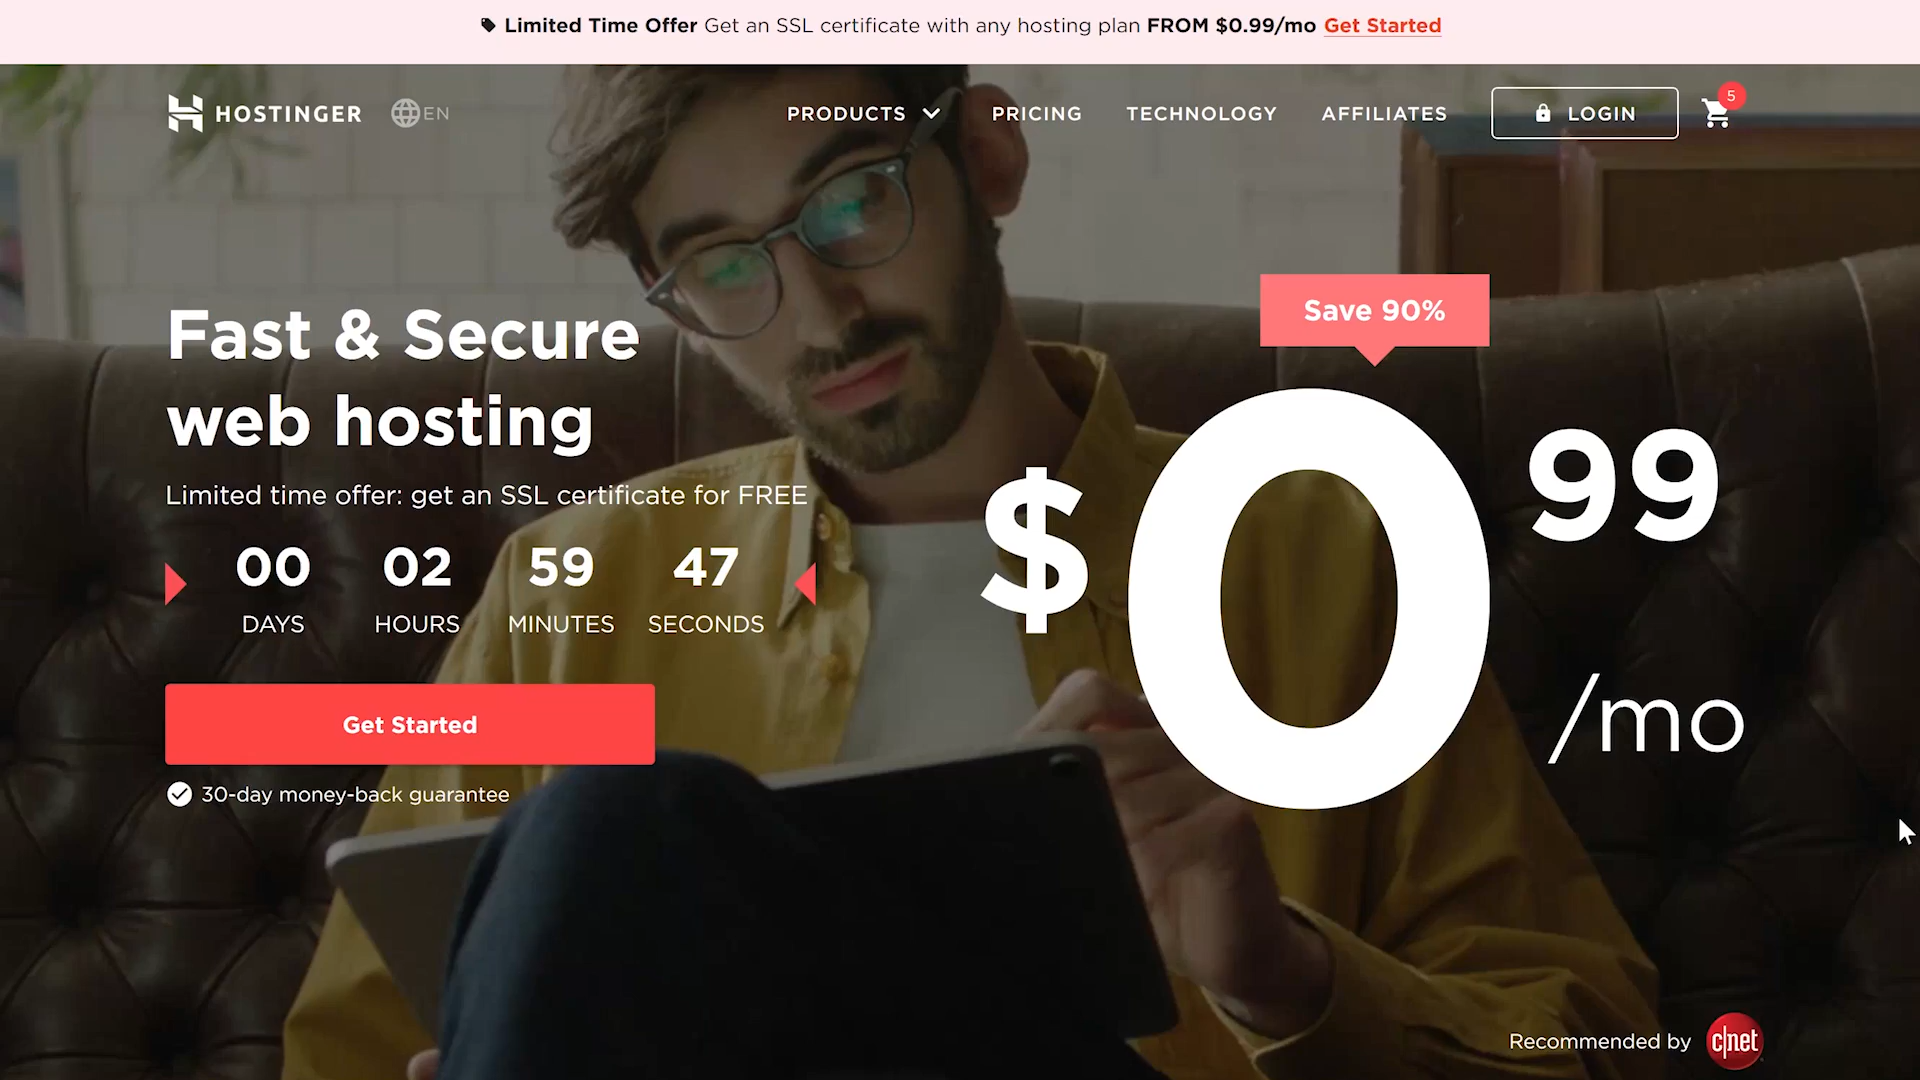 Limited Time Offer Get an SSL certificate with any hosting plan FROM $0.99/mo Get Started
HOSTINGER EN PRODUCTS PRICING TECHNOLOGY AFFILIATES LOGIN 5
Save 90%
Fast & Secure
web hosting
Limited time offer: get an SSL certificate for FREE
00 02 59 47
DAYS HOURS MINUTES SECONDS
$0 99
/mo
Get Started
30-day money-back guarantee
Recommended by c|net